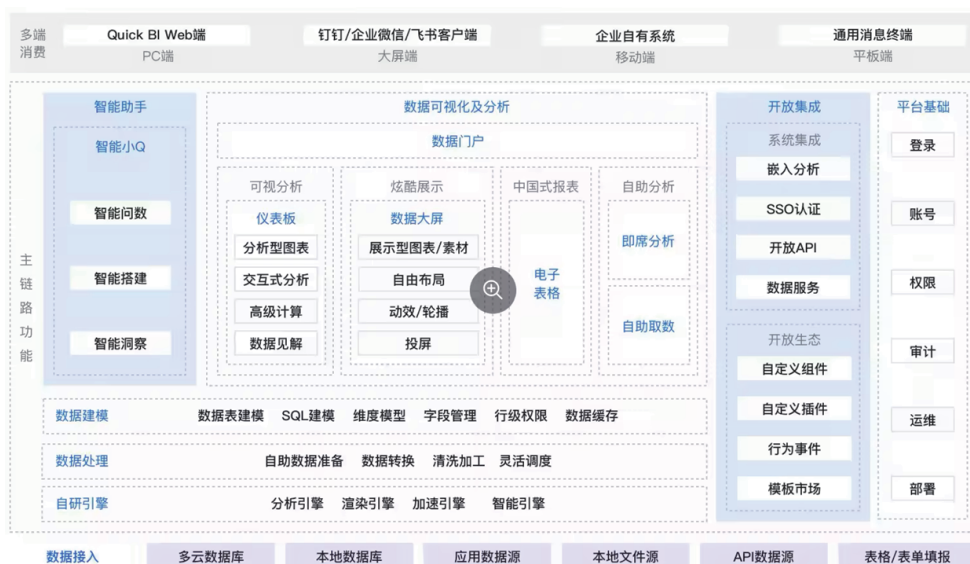 多端
消费
Quick BI Web端
钉钉/企业微信/飞书客户端
企业自有系统
通用消息终端
PC端
大屏端
移动端
平板端
主链路功能
智能助手
智能小Q
智能问数
智能搭建
智能洞察
数据可视化及分析
数据门户
可视分析
仪表板
分析型图表
交互式分析
高级计算
数据见解
炫酷展示
数据大屏
展示型图表/素材
自由布局
动效/轮播
投屏
中国式报表
电子
表格
自助分析
即席分析
自助取数
数据建模 数据表建模 SQL建模 维度模型 字段管理 行级权限 数据缓存
数据处理 自助数据准备 数据转换 清洗加工 灵活调度
自研引擎 分析引擎 渲染引擎 加速引擎 智能引擎
开放集成
系统集成
嵌入分析
SSO认证
开放API
数据服务
开放生态
自定义组件
自定义插件
行为事件
模板市场
平台基础
登录
账号
权限
审计
运维
部署
数据接入 多云数据库 本地数据库 应用数据源 本地文件源 API数据源 表格/表单填报